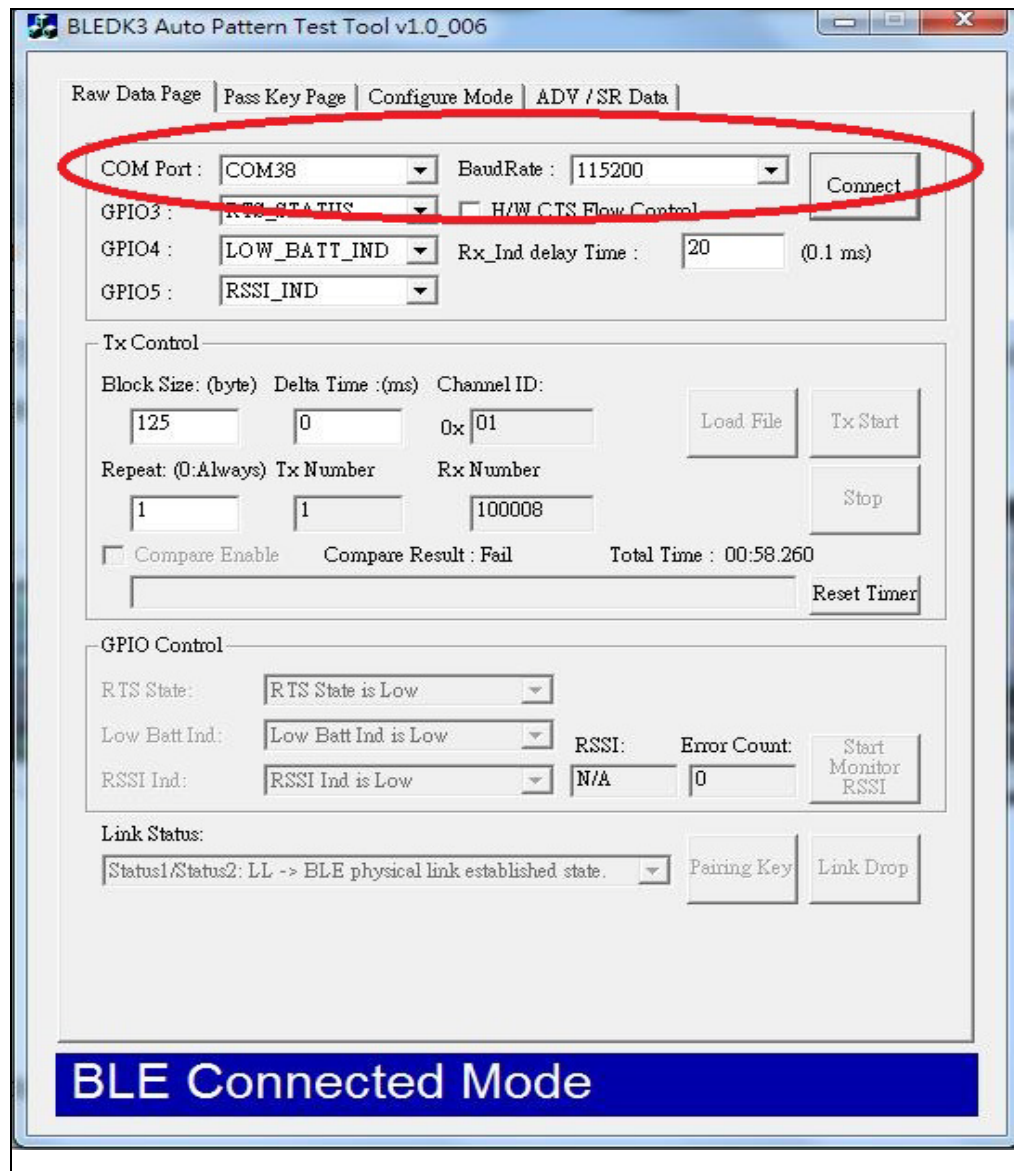 BLEDK3 Auto Pattern Test Tool v1.0_006
Raw Data Page Pass Key Page Configure Mode ADV / SR Data
COM Port : COM38 BaudRate : 115200 Connect
GPIO3 : RTS_STATUS H/W CTS Flow Control
GPIO4 : LOW_BATT_IND Rx_Ind delay Time : 20 (0.1 ms)
GPIO5 : RSSI_IND
Tx Control
Block Size: (byte) Delta Time :(ms) Channel ID:
125 0 0x 01 Load File Tx Start
Repeat: (0:Always) Tx Number Rx Number
1 1 100008 Stop
Compare Enable Compare Result : Fail Total Time : 00:58.260
Reset Timer
GPIO Control
RTS State: RTS State is Low
Low Batt Ind: Low Batt Ind is Low RSSI: Error Count:
RSSI Ind: RSSI Ind is Low N/A 0
Start
Monitor
RSSI
Link Status:
Status1/Status2: LL -> BLE physical link established state. Pairing Key Link Drop
BLE Connected Mode